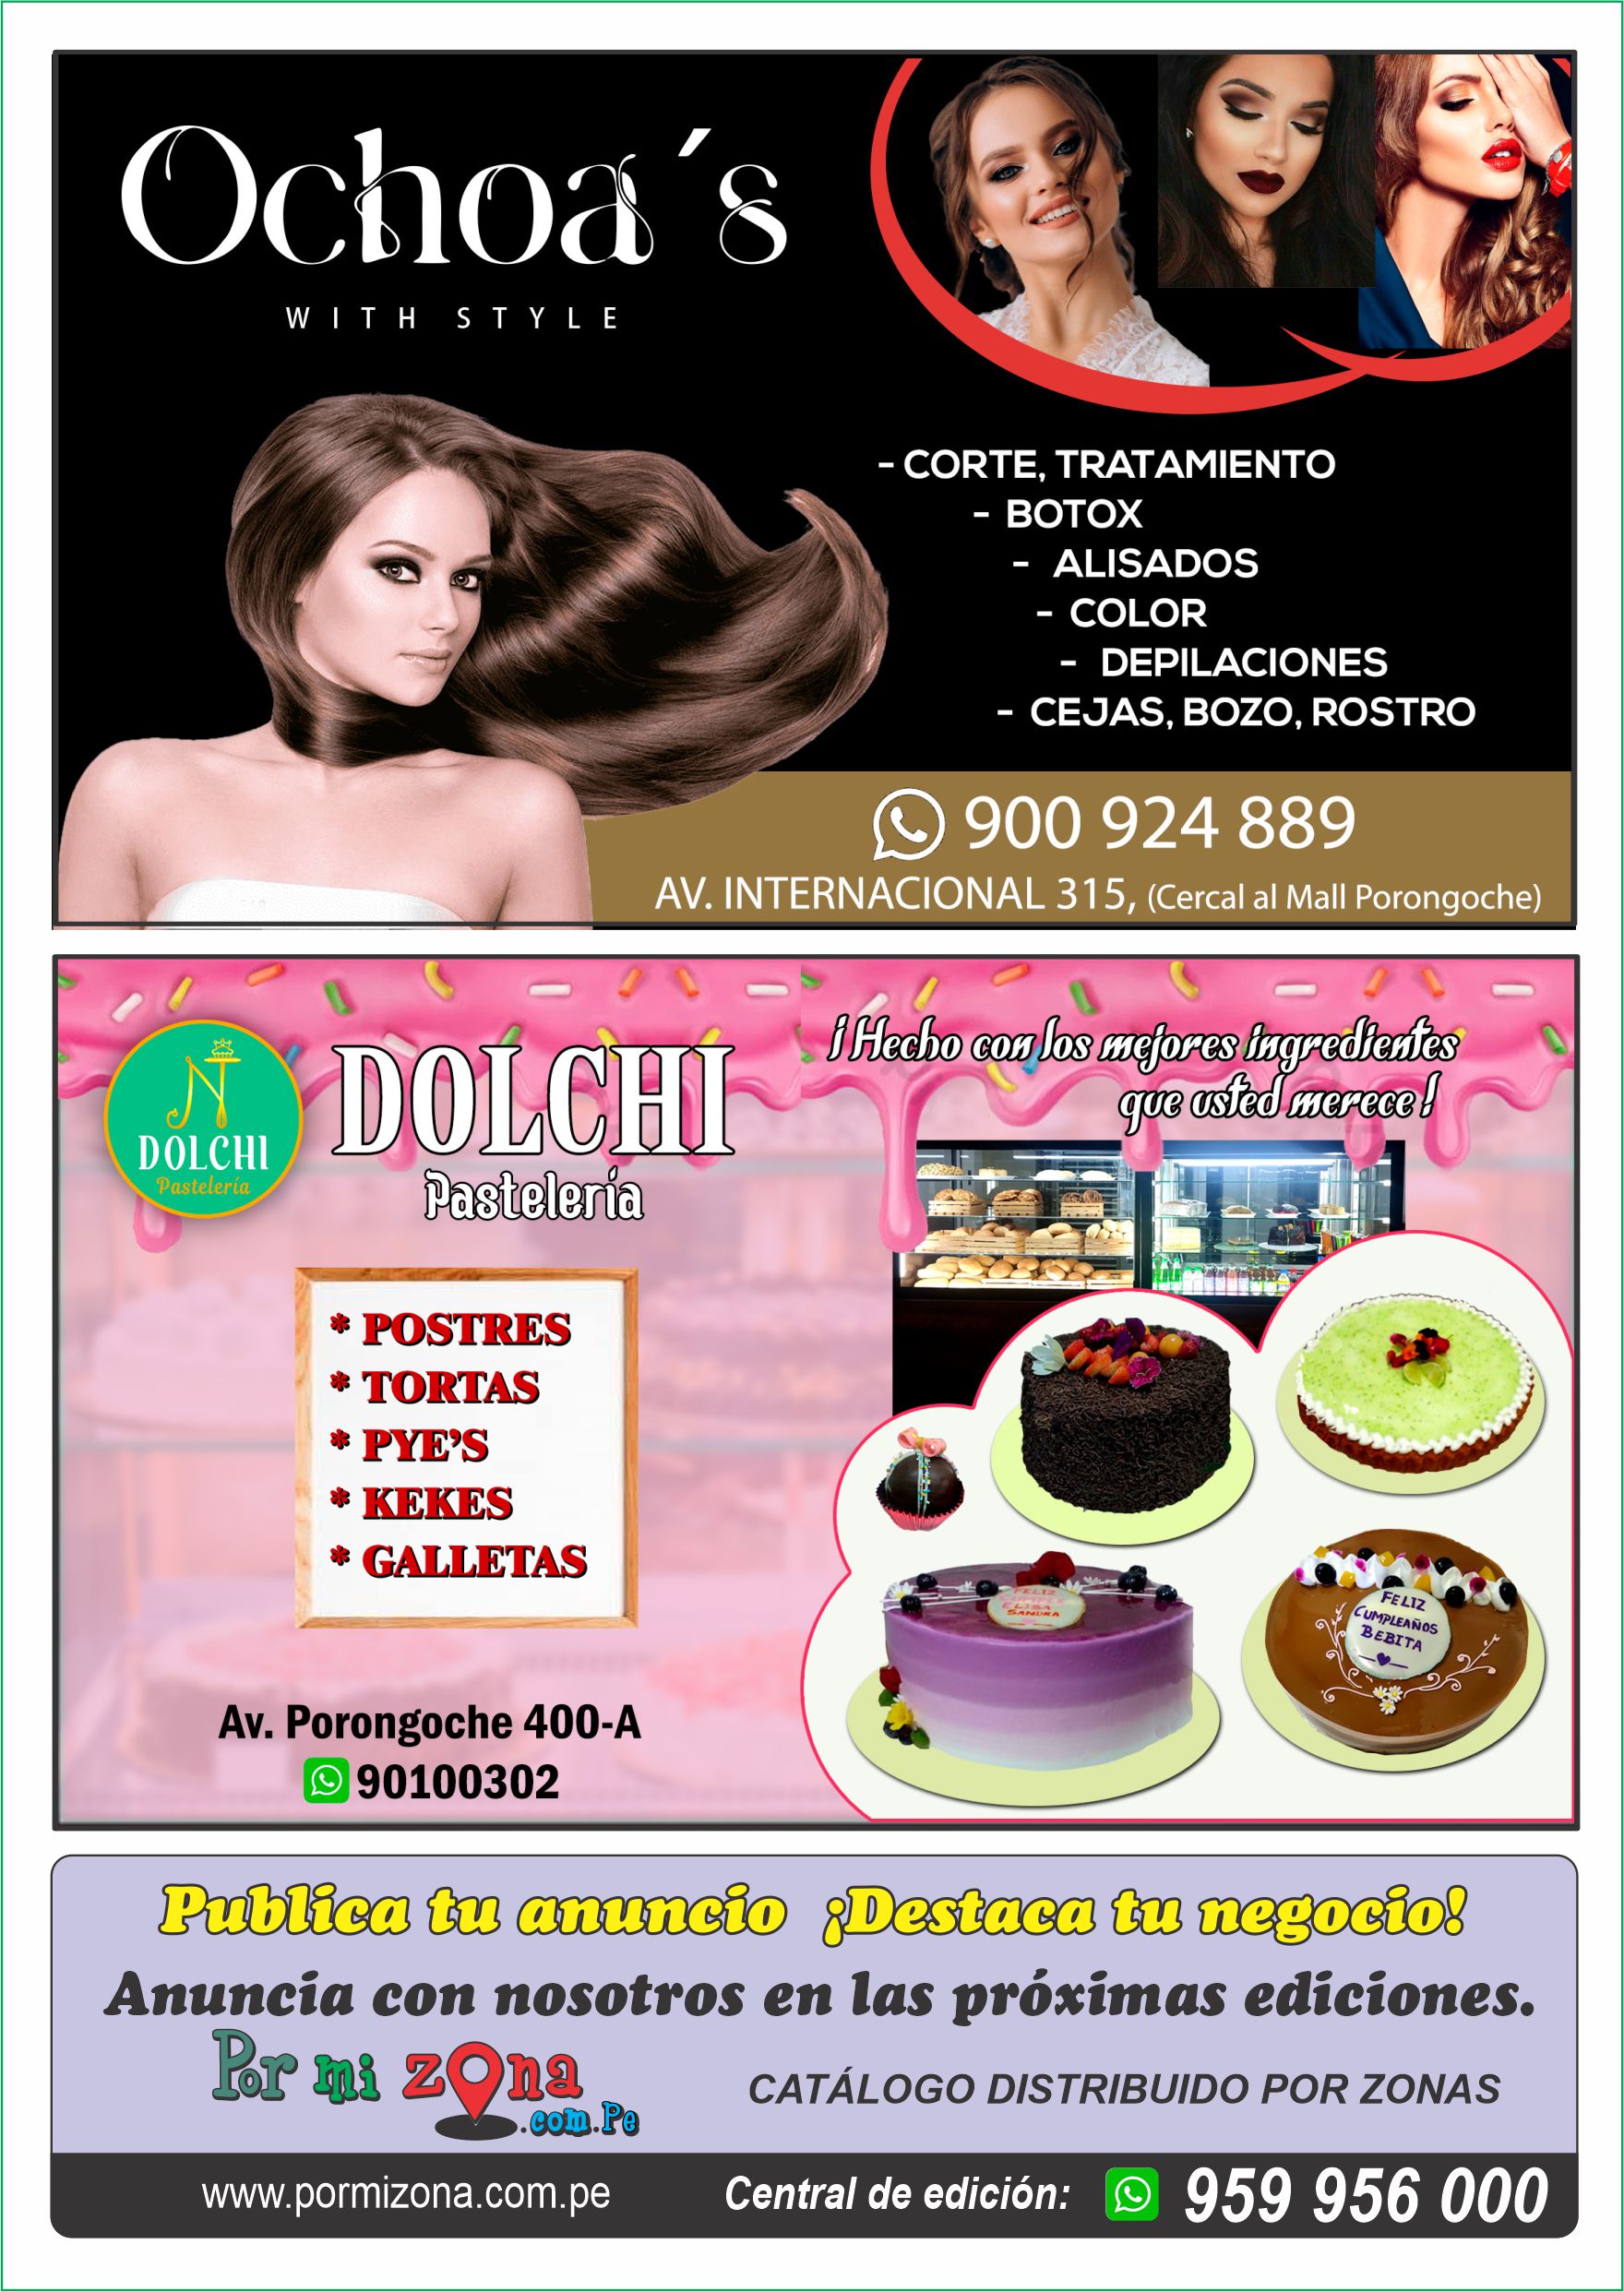 Ochoa´s
WITH STYLE
- CORTE, TRATAMIENTO
- BOTOX
- ALISADOS
- COLOR
- DEPILACIONES
- CEJAS, BOZO, ROSTRO
900 924 889
AV. INTERNACIONAL 315, (Cercal al Mall Porongoche)
N
DOLCHI
Pastelería
DOLCHI
Pastelería
¡Hecho con los mejores ingredientes
que usted merece!
* POSTRES
* TORTAS
* PYE'S
* KEKES
* GALLETAS
FELIZ
ELISA
SANDRA
FELIZ
CUMPLEAÑOS
BEBITA
Av. Porongoche 400-A
90100302
Publica tu anuncio ¡Destaca tu negocio!
Anuncia con nosotros en las próximas ediciones.
Por mi zona
.com.Pe
CATÁLOGO DISTRIBUIDO POR ZONAS
www.pormizona.com.pe
Central de edición: 959 956 000